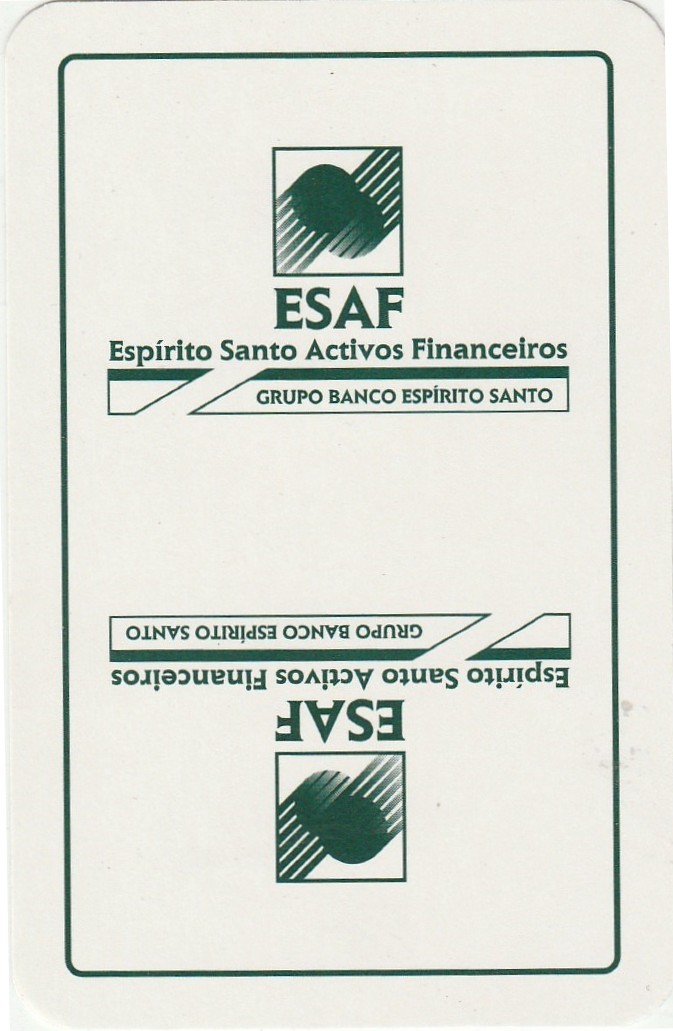 ESAF
Espírito Santo Activos Financeiros
GRUPO BANCO ESPÍRITO SANTO
GRUPO BANCO ESPÍRITO SANTO
Espírito Santo Activos Financeiros
ESAF